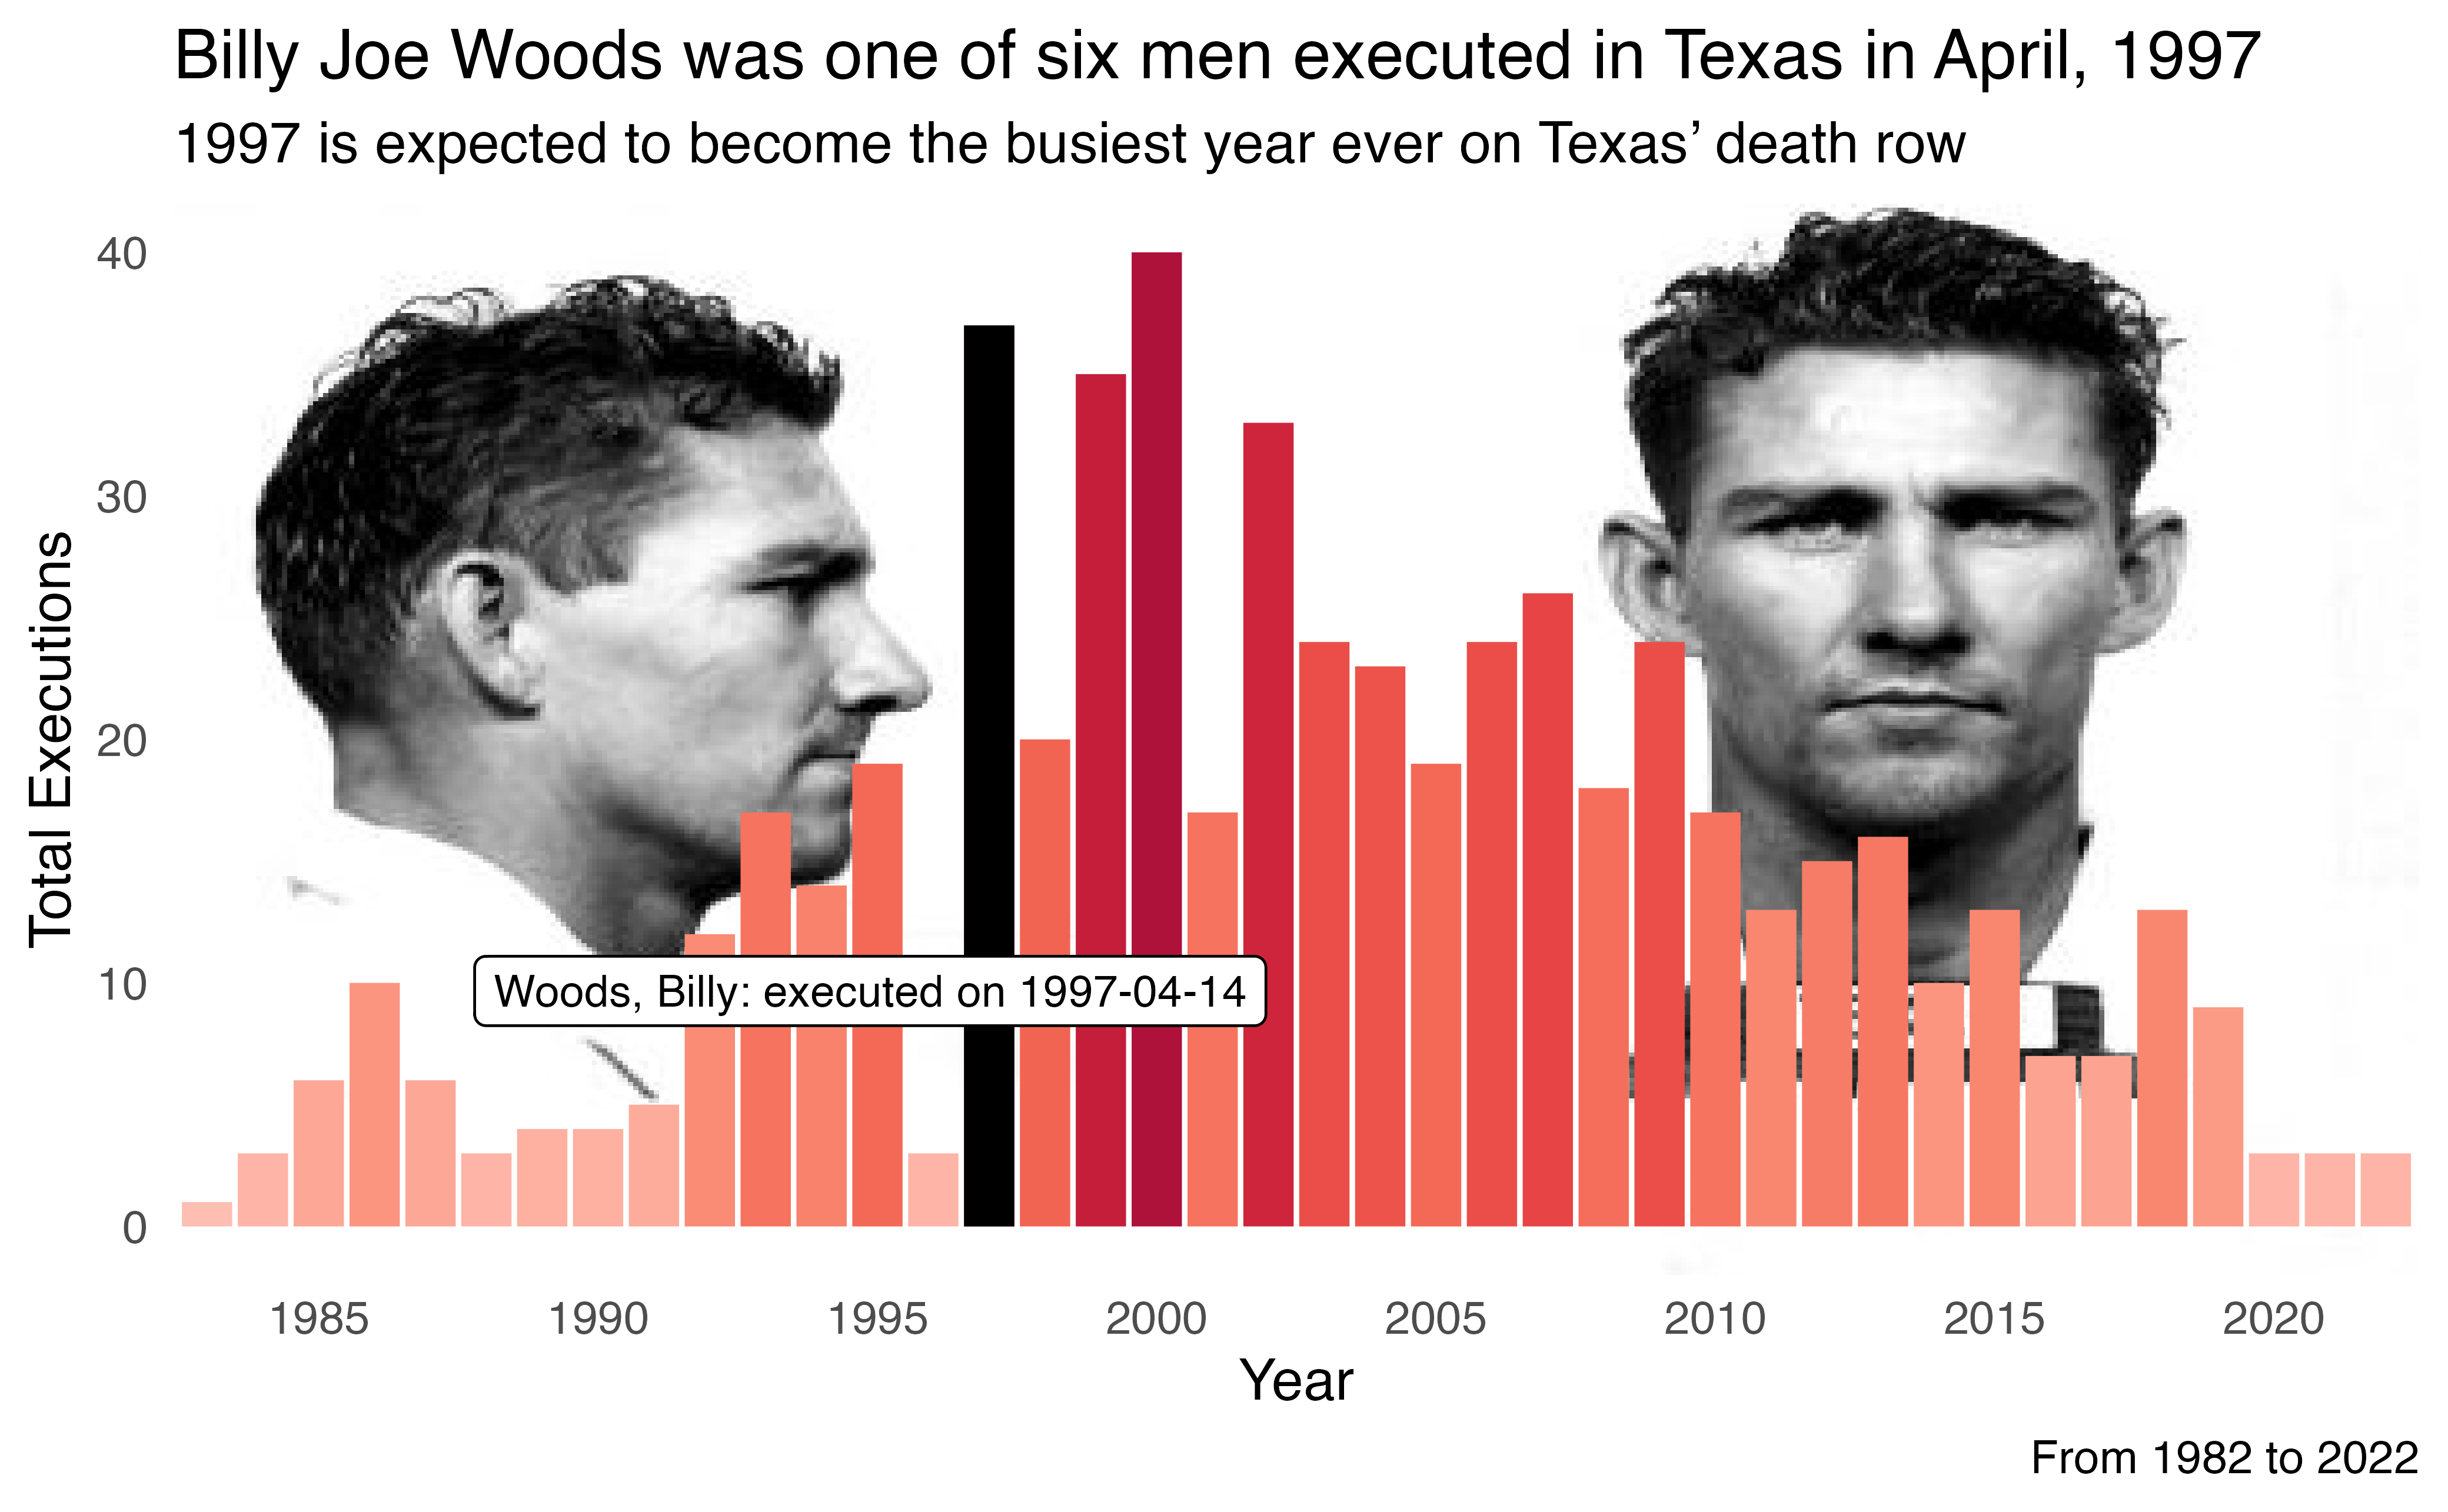 Billy Joe Woods was one of six men executed in Texas in April, 1997
1997 is expected to become the busiest year ever on Texas’ death row
Total Executions
40
30
20
10
0
Woods, Billy: executed on 1997-04-14
1985 1990 1995 2000 2005 2010 2015 2020
Year
From 1982 to 2022